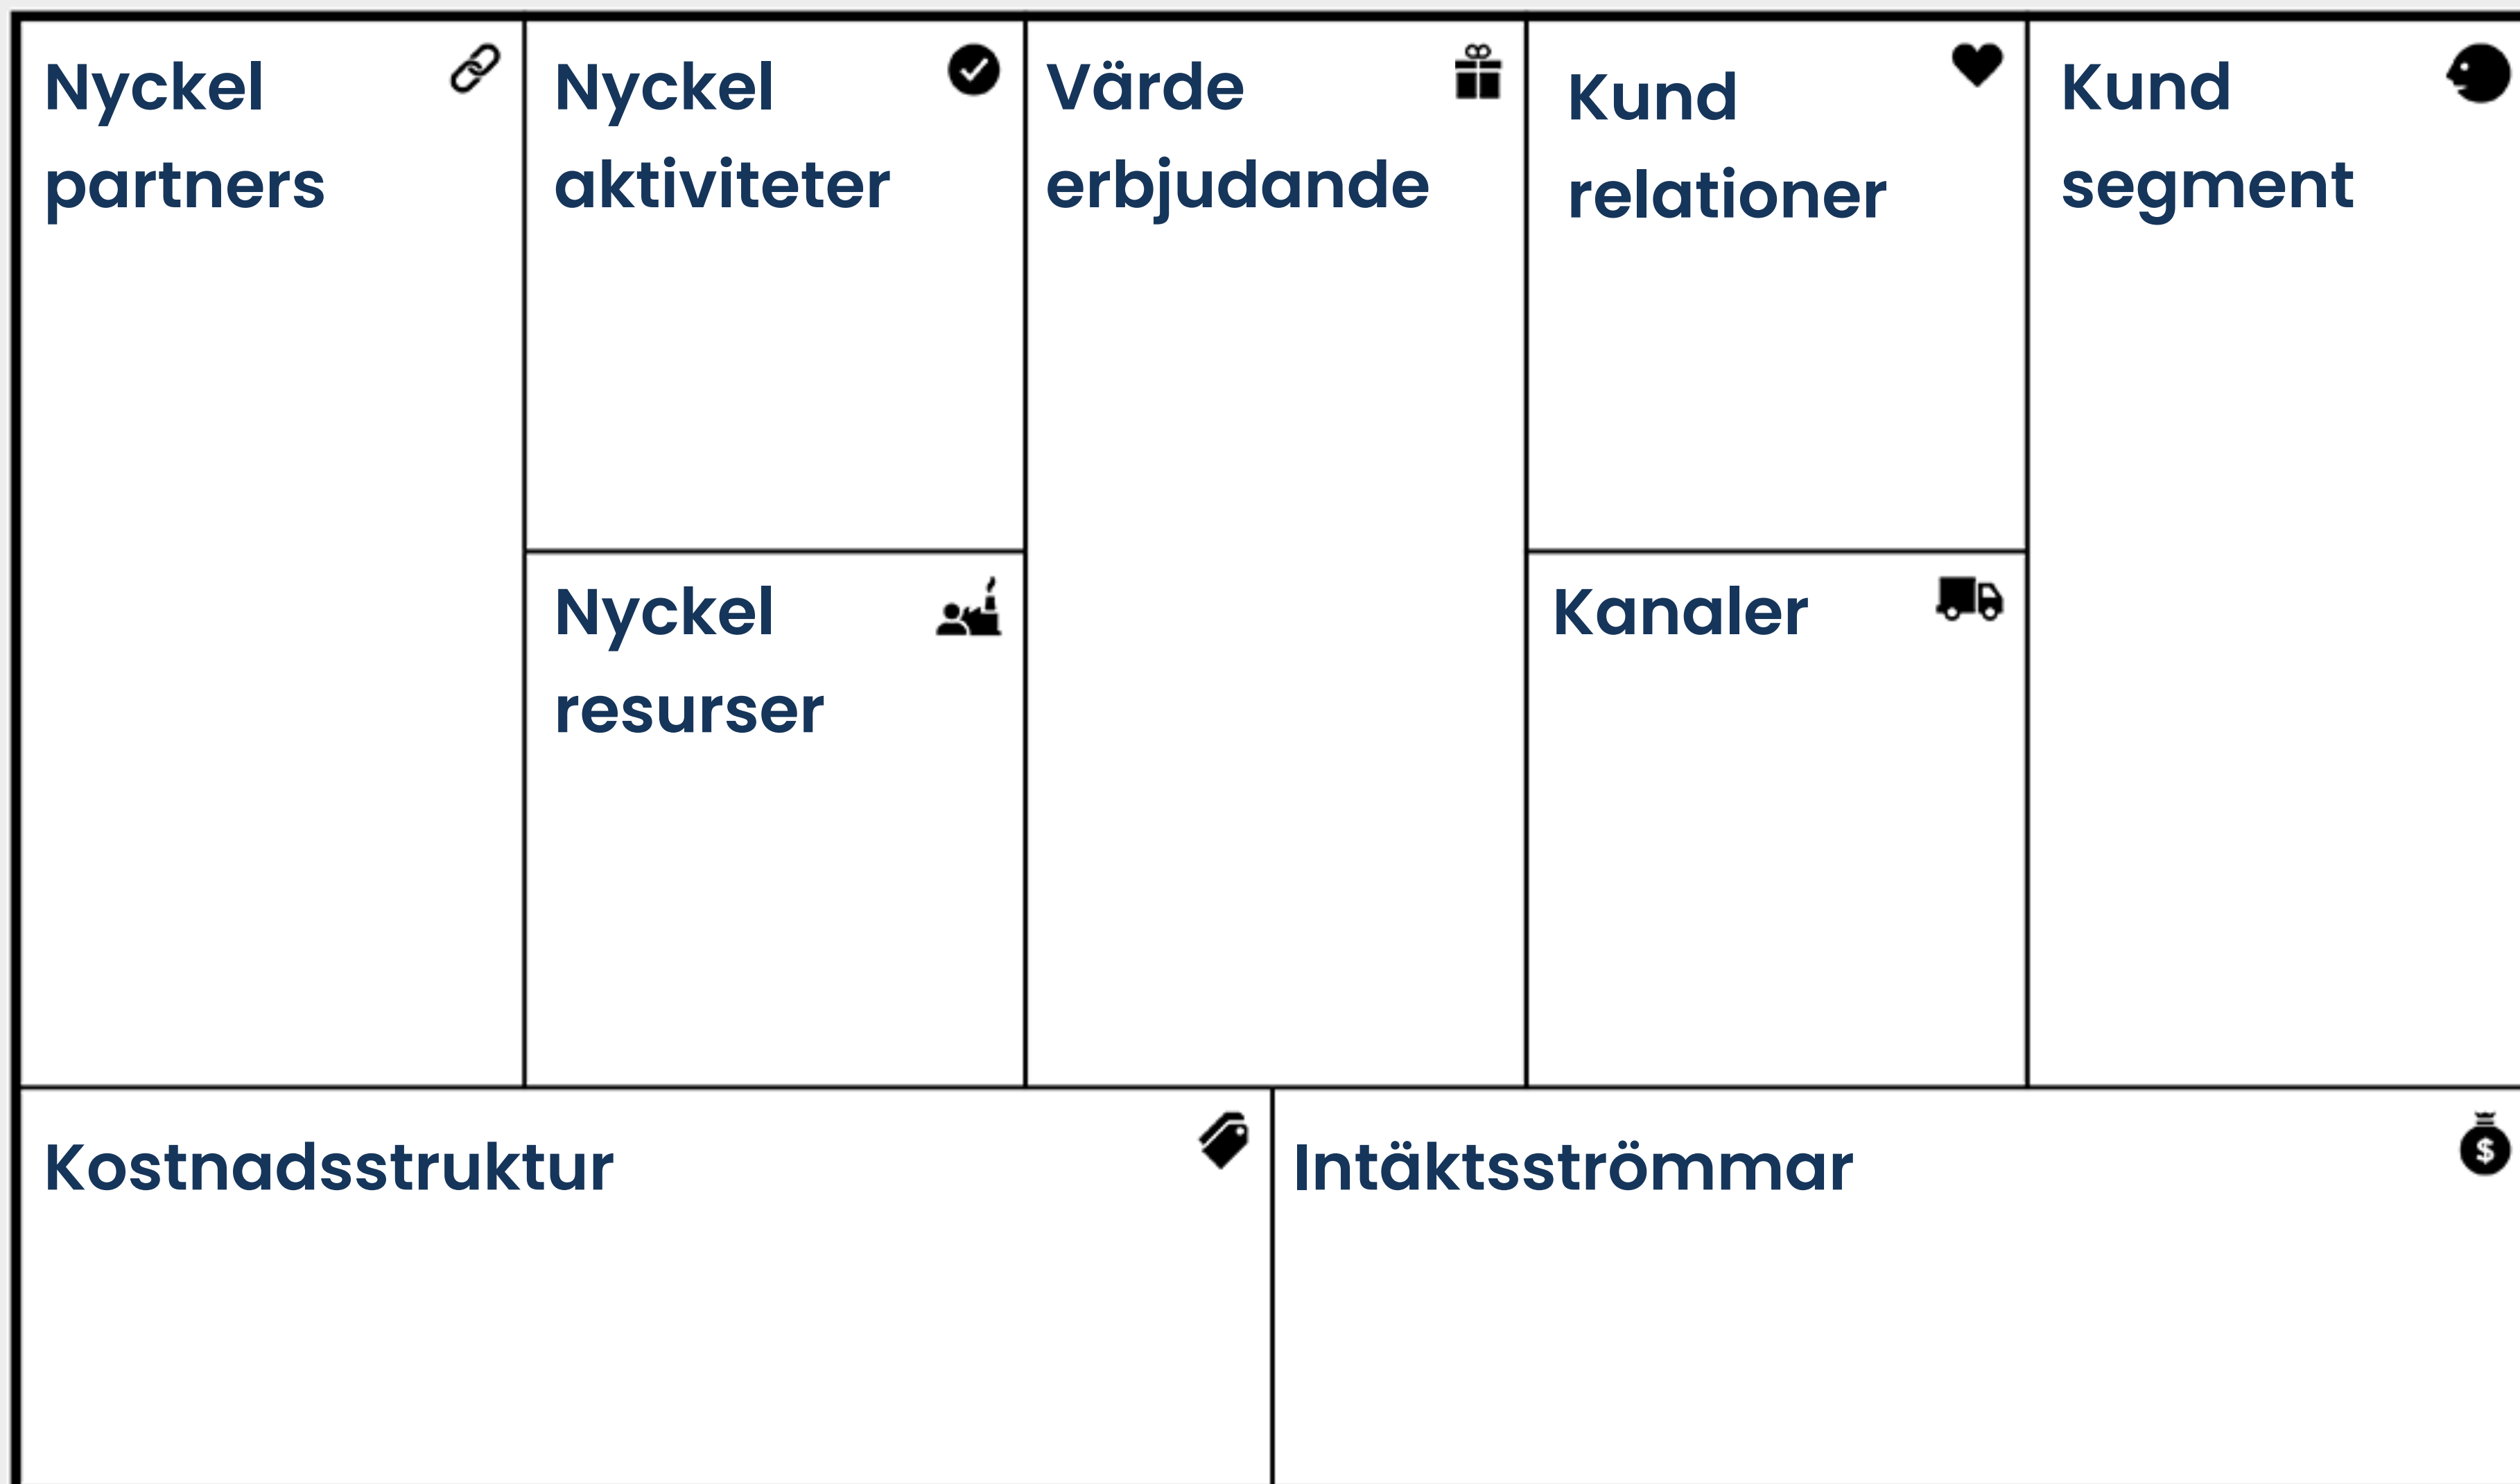 Nyckel
partners
Nyckel
aktiviteter
Värde
erbjudande
Kund
relationer
Kund
segment
Nyckel
resurser
Kanaler
Kostnadsstruktur
Intäktsströmmar
$